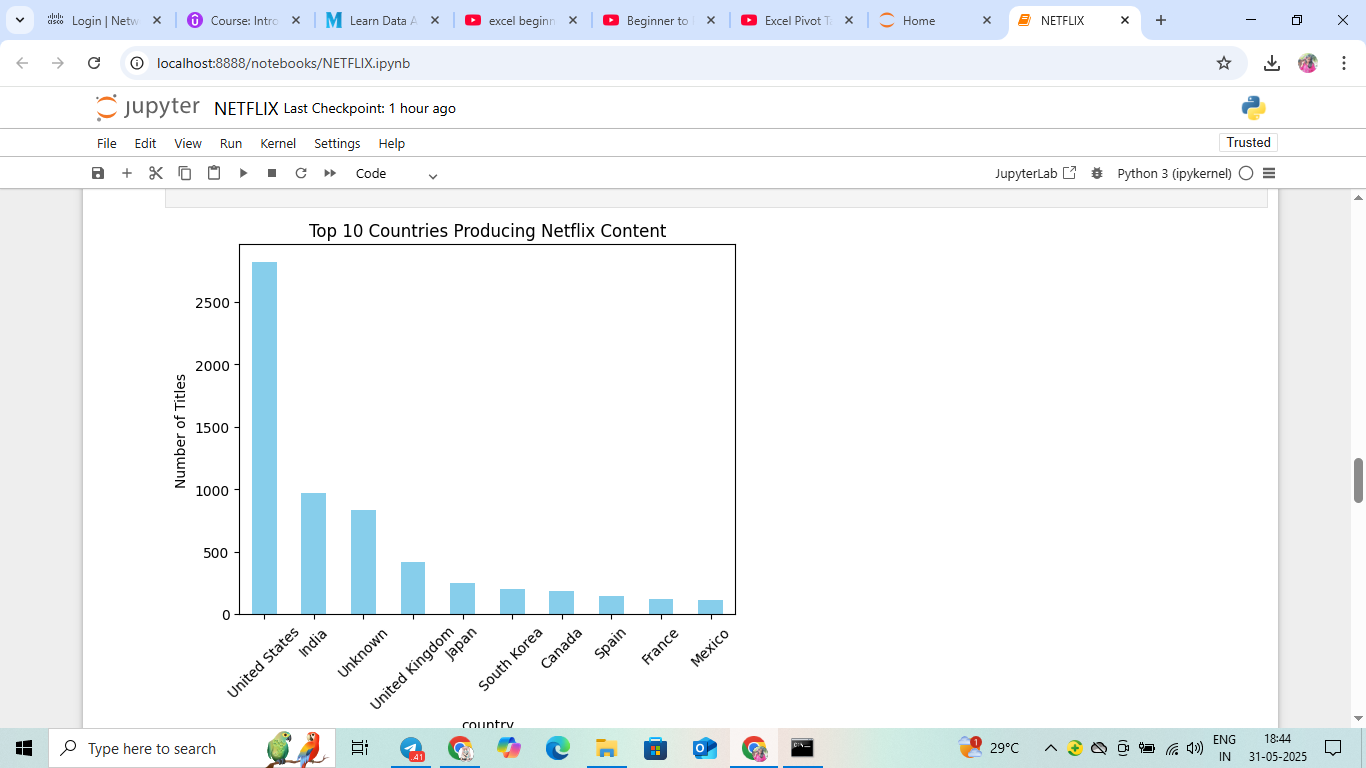 Login | Netw
Course: Intro
Learn Data A
excel beginn
Beginner to
Excel Pivot T
Home
NETFLIX
localhost:8888/notebooks/NETFLIX.ipynb
jupyter NETFLIX Last Checkpoint: 1 hour ago
File Edit View Run Kernel Settings Help Trusted
Code JupyterLab Python 3 (ipykernel)
Top 10 Countries Producing Netflix Content
Number of Titles
2500
2000
1500
1000
500
0
United States
India
Unknown
United Kingdom
Japan
South Korea
Canada
Spain
France
Mexico
country
Type here to search
41
1
29°C
ENG
IN
18:44
31-05-2025